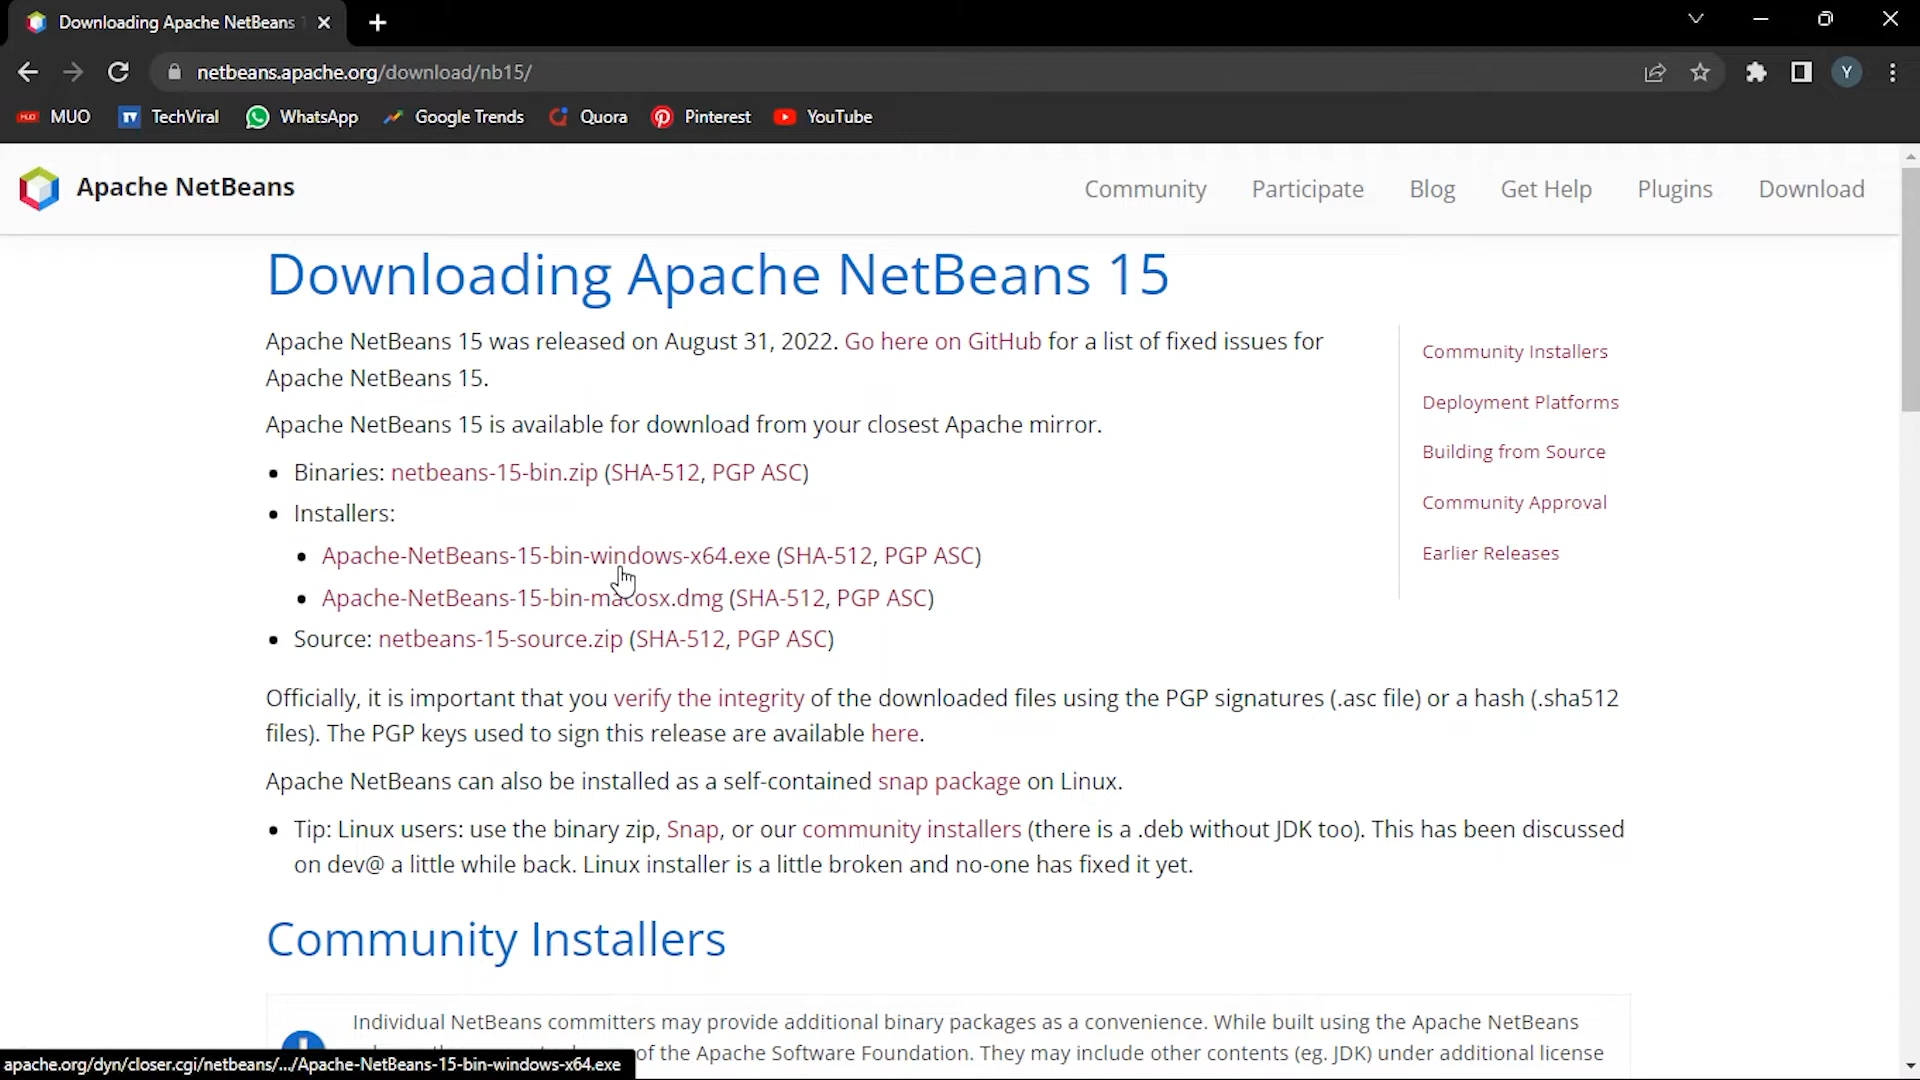 Downloading Apache NetBeans
netbeans.apache.org/download/nb15/
Y
MUO TechViral WhatsApp Google Trends Quora Pinterest YouTube
Apache NetBeans
Community Participate Blog Get Help Plugins Download
Downloading Apache NetBeans 15
Apache NetBeans 15 was released on August 31, 2022. Go here on GitHub for a list of fixed issues for
Apache NetBeans 15.
Apache NetBeans 15 is available for download from your closest Apache mirror.
Binaries: netbeans-15-bin.zip (SHA-512, PGP ASC)
Installers:
Apache-NetBeans-15-bin-windows-x64.exe (SHA-512, PGP ASC)
Apache-NetBeans-15-bin-macosx.dmg (SHA-512, PGP ASC)
Source: netbeans-15-source.zip (SHA-512, PGP ASC)
Officially, it is important that you verify the integrity of the downloaded files using the PGP signatures (.asc file) or a hash (.sha512
files). The PGP keys used to sign this release are available here.
Apache NetBeans can also be installed as a self-contained snap package on Linux.
Tip: Linux users: use the binary zip, Snap, or our community installers (there is a .deb without JDK too). This has been discussed
on dev@ a little while back. Linux installer is a little broken and no-one has fixed it yet.
Community Installers
Individual NetBeans committers may provide additional binary packages as a convenience. While built using the Apache NetBeans
of the Apache Software Foundation. They may include other contents (eg. JDK) under additional license
Community Installers
Deployment Platforms
Building from Source
Community Approval
Earlier Releases
apache.org/dyn/closer.cgi/netbeans/.../Apache-NetBeans-15-bin-windows-x64.exe